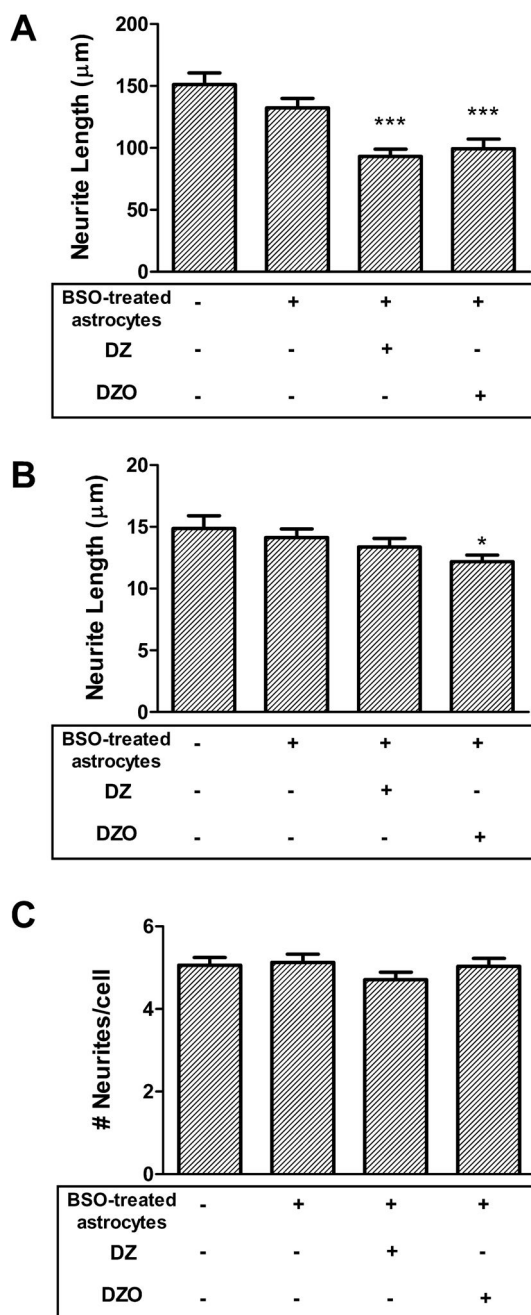 A
Neurite Length (μm)
200
150
100
50
0
***
***
BSO-treated
astrocytes
- + + +
DZ
- - + -
DZO
- - - +
B
Neurite Length (μm)
20
15
10
5
0
*
BSO-treated
astrocytes
- + + +
DZ
- - + -
DZO
- - - +
C
# Neurites/cell
6
4
2
0
BSO-treated
astrocytes
- + + +
DZ
- - + -
DZO
- - - +